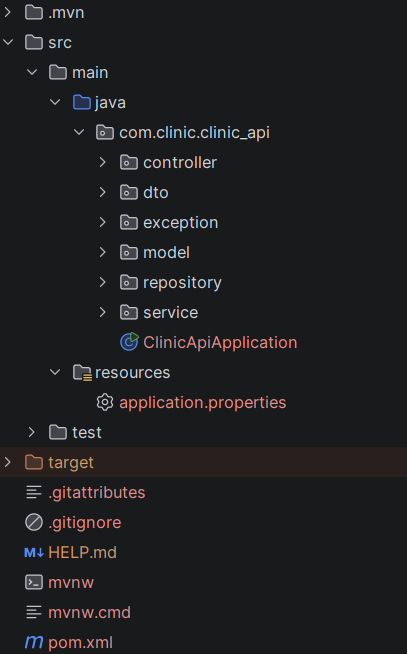 .mvn
src
main
java
com.clinic.clinic_api
controller
dto
exception
model
repository
service
ClinicApiApplication
resources
application.properties
test
target
.gitattributes
.gitignore
M↓ HELP.md
mvnw
mvnw.cmd
m pom.xml